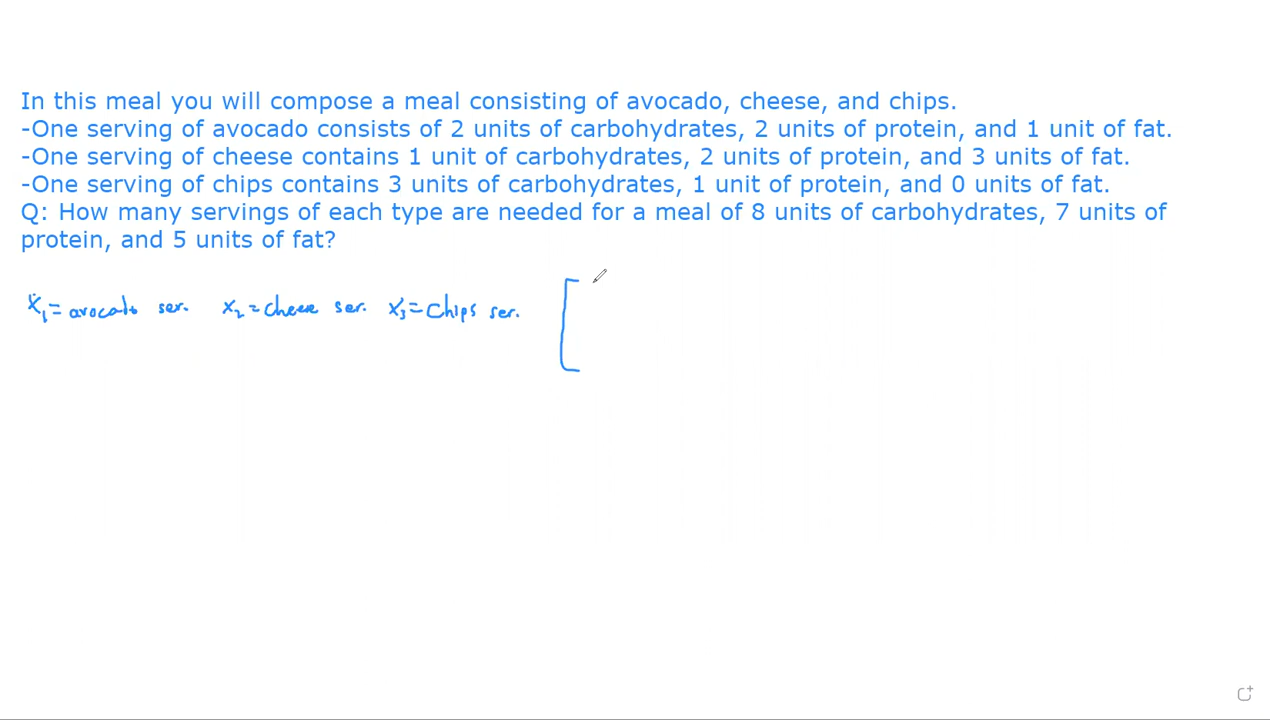 In this meal you will compose a meal consisting of avocado, cheese, and chips.
-One serving of avocado consists of 2 units of carbohydrates, 2 units of protein, and 1 unit of fat.
-One serving of cheese contains 1 unit of carbohydrates, 2 units of protein, and 3 units of fat.
-One serving of chips contains 3 units of carbohydrates, 1 unit of protein, and 0 units of fat.
Q: How many servings of each type are needed for a meal of 8 units of carbohydrates, 7 units of
protein, and 5 units of fat?
x₁ = avocado ser. x₂ = cheese ser. x₃ = chips ser. [